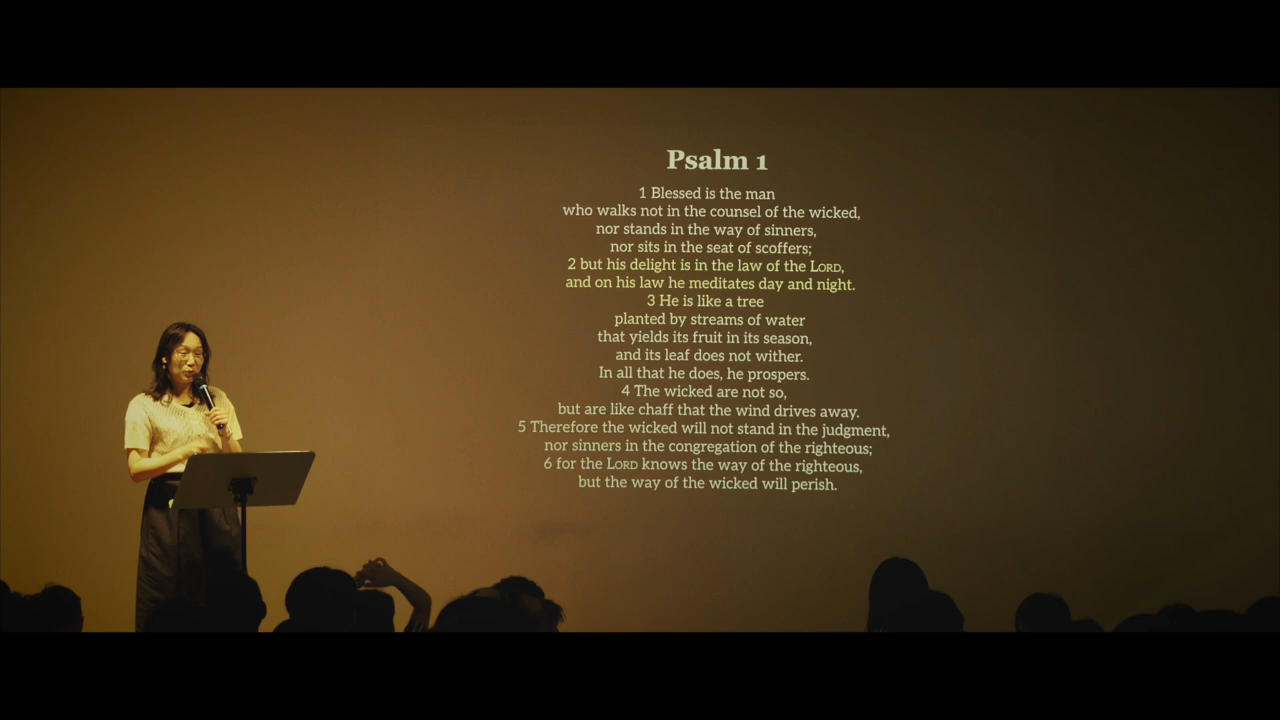 Psalm 1
1 Blessed is the man
who walks not in the counsel of the wicked,
nor stands in the way of sinners,
nor sits in the seat of scoffers;
2 but his delight is in the law of the LORD,
and on his law he meditates day and night.
3 He is like a tree
planted by streams of water
that yields its fruit in its season,
and its leaf does not wither.
In all that he does, he prospers.
4 The wicked are not so,
but are like chaff that the wind drives away.
5 Therefore the wicked will not stand in the judgment,
nor sinners in the congregation of the righteous;
6 for the LORD knows the way of the righteous,
but the way of the wicked will perish.